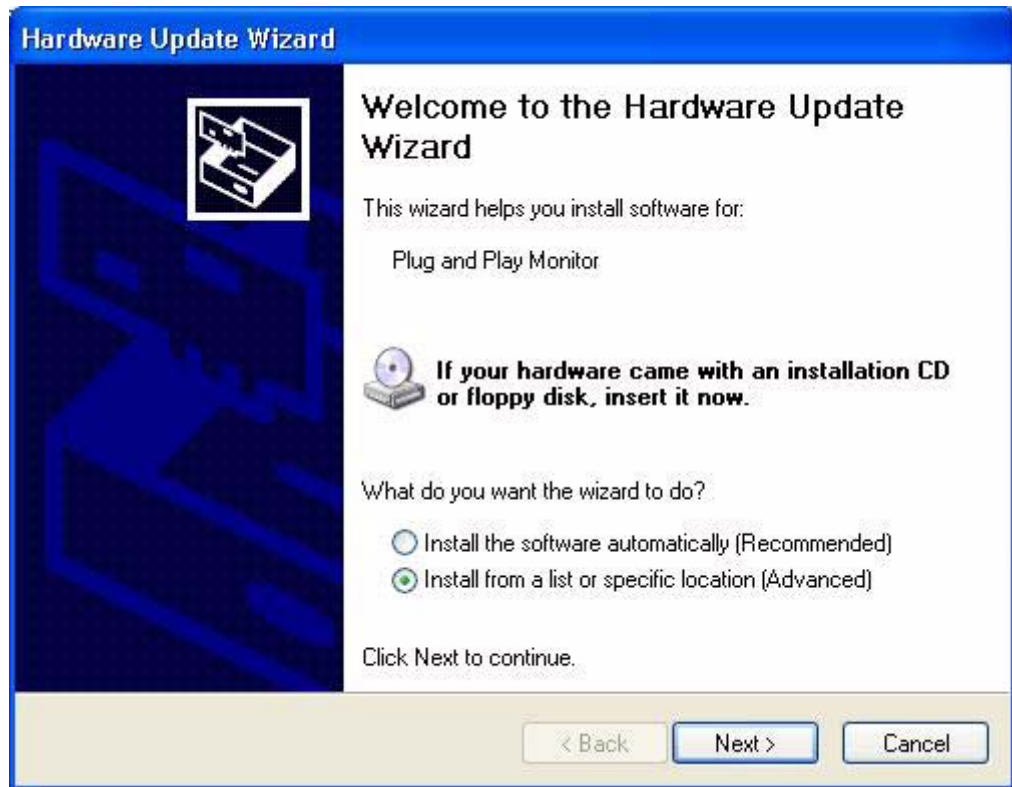 Hardware Update Wizard
Welcome to the Hardware Update
Wizard
This wizard helps you install software for:
Plug and Play Monitor
If your hardware came with an installation CD
or floppy disk, insert it now.
What do you want the wizard to do?
Install the software automatically (Recommended)
Install from a list or specific location (Advanced)
Click Next to continue.
< Back Next > Cancel